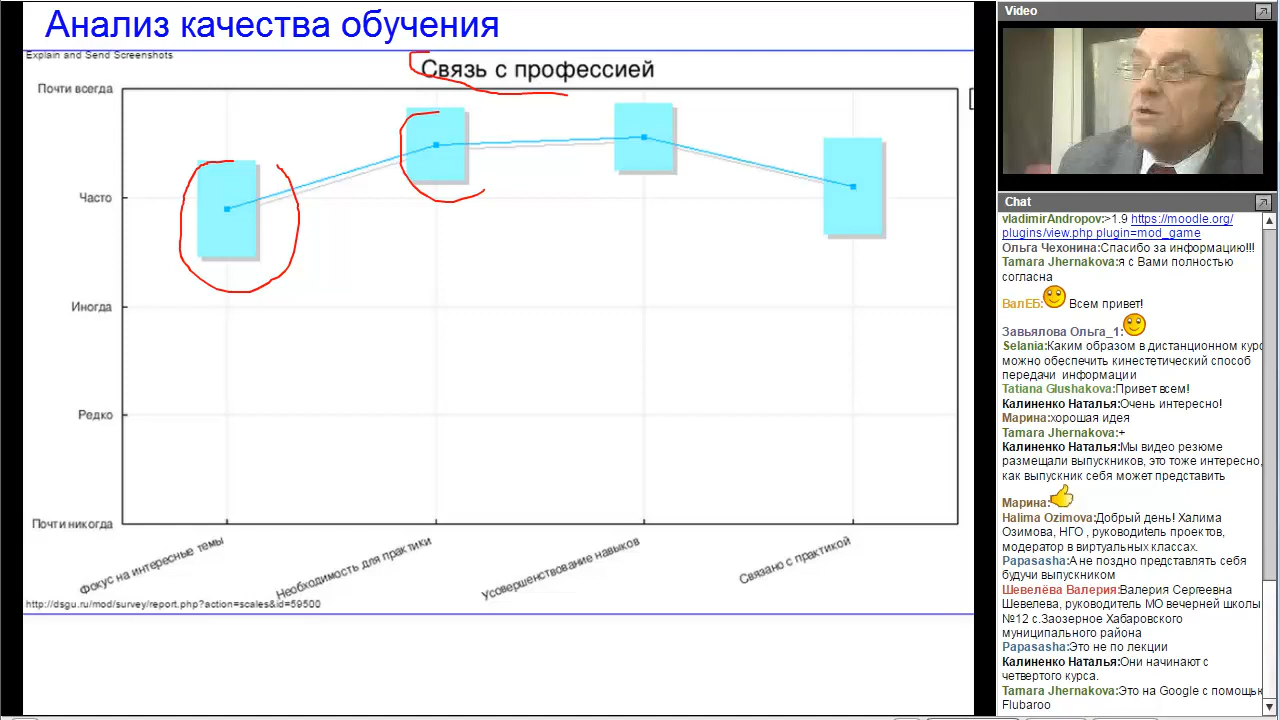 Анализ качества обучения
Explain and Send Screenshots
Связь с профессией
Почти всегда
Часто
Иногда
Редко
Почти никогда
Фокус на интересные темы
Необходимость для практики
Усовершенствование навыков
Связано с практикой
http://dsgu.ru/mod/survey/report.php?action=scales&id=59500
Video
Chat
vladimirAndropov:>1.9 https://moodle.org/
plugins/view.php plugin=mod_game
Ольга Чехонина:Спасибо за информацию!!!
Tamara Jhernakova:я с Вами полностью
согласна
ВалЕБ: Всем привет!
Завьялова Ольга_1:
Selania:Каким образом в дистанционном курс
можно обеспечить кинестетический способ
передачи информации
Tatiana Glushakova:Привет всем!
Калиненко Наталья:Очень интересно!
Марина:хорошая идея
Tamara Jhernakova:+
Калиненко Наталья:Мы видео резюме
размещали выпускников, это тоже интересно,
как выпускник себя может представить
Марина:
Halima Ozimova:Добрый день! Халима
Озимова, НГО , руководитель проектов,
модератор в виртуальных классах.
Papasasha:А не поздно представлять себя
будучи выпускником
Шевелёва Валерия:Валерия Сергеевна
Шевелева, руководитель МО вечерней школы
№12 с.Заозерное Хабаровского
муниципального района
Papasasha:Это не по лекции
Калиненко Наталья:Они начинают с
четвертого курса.
Tamara Jhernakova:Это на Google с помощью
Flubaroo